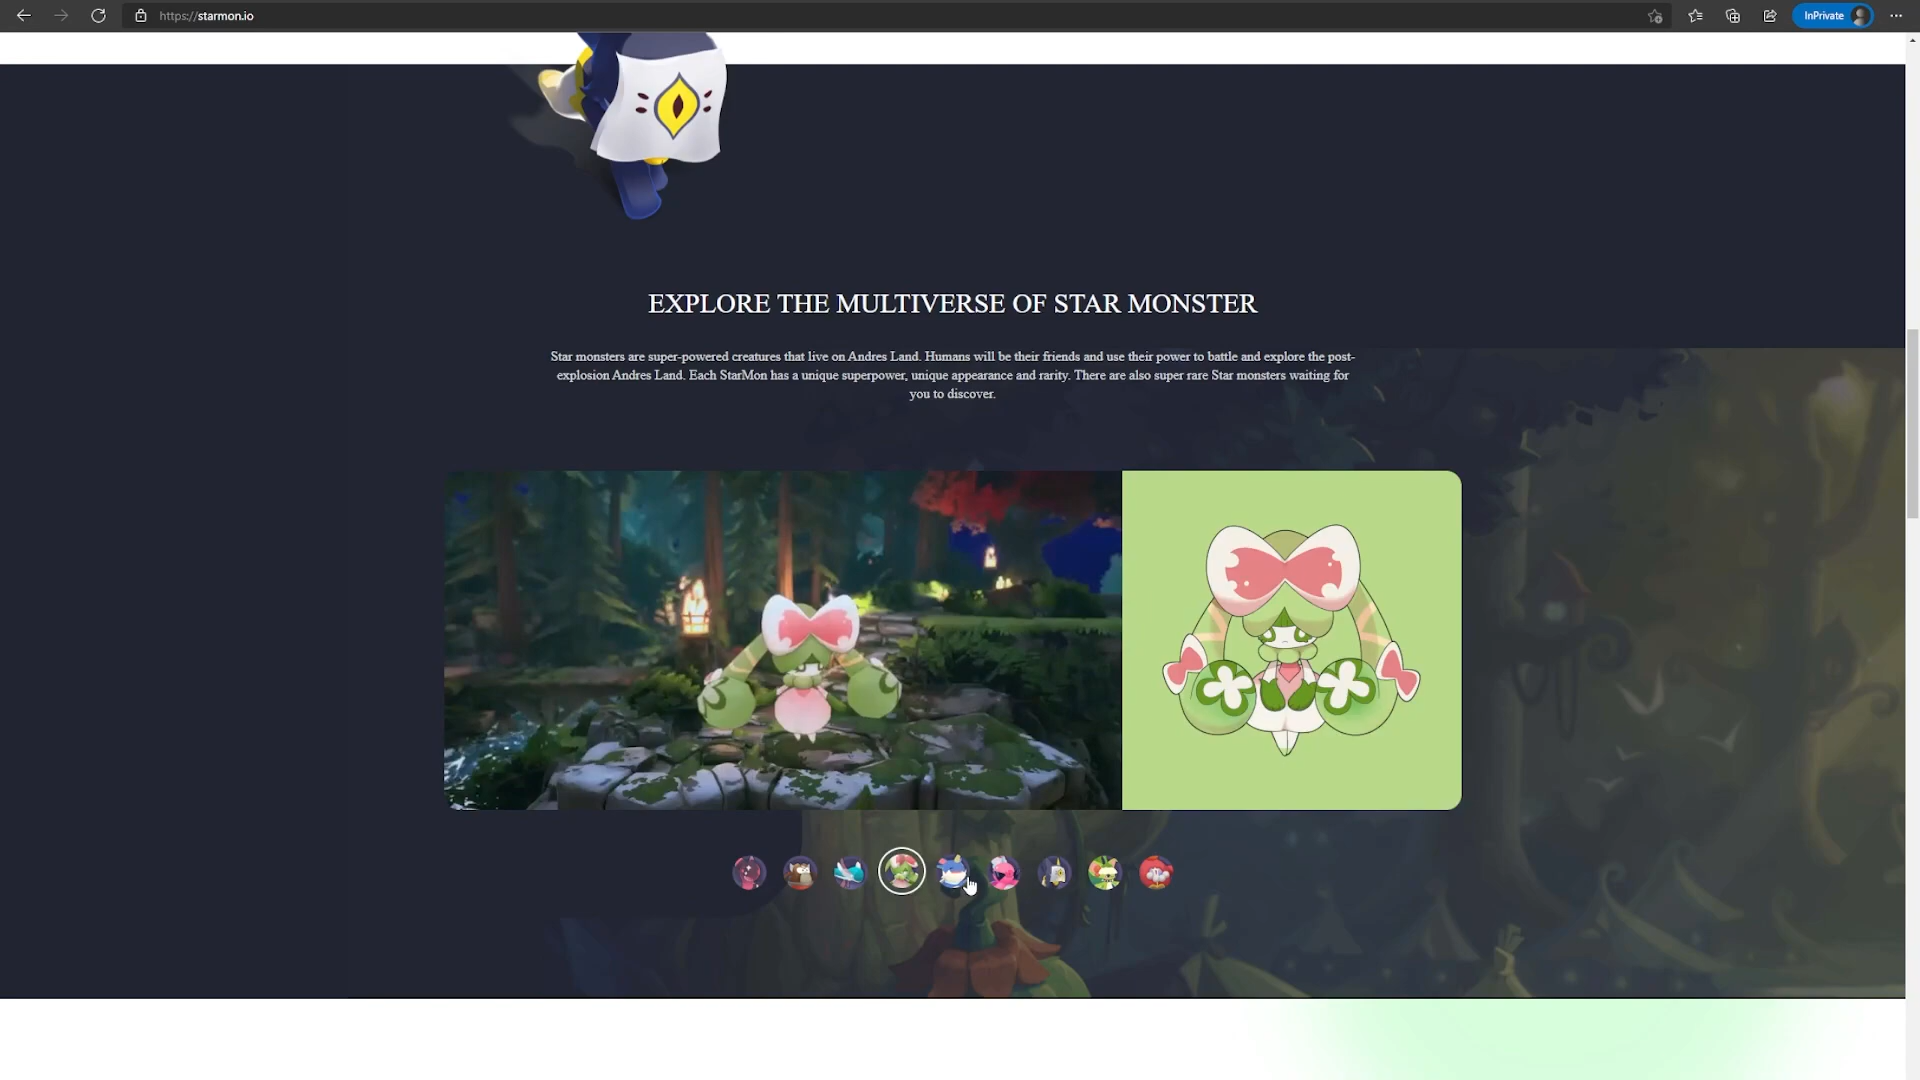 https://starmon.io
InPrivate
EXPLORE THE MULTIVERSE OF STAR MONSTER
Star monsters are super-powered creatures that live on Andres Land. Humans will be their friends and use their power to battle and explore the post-
explosion Andres Land. Each StarMon has a unique superpower, unique appearance and rarity. There are also super rare Star monsters waiting for
you to discover.